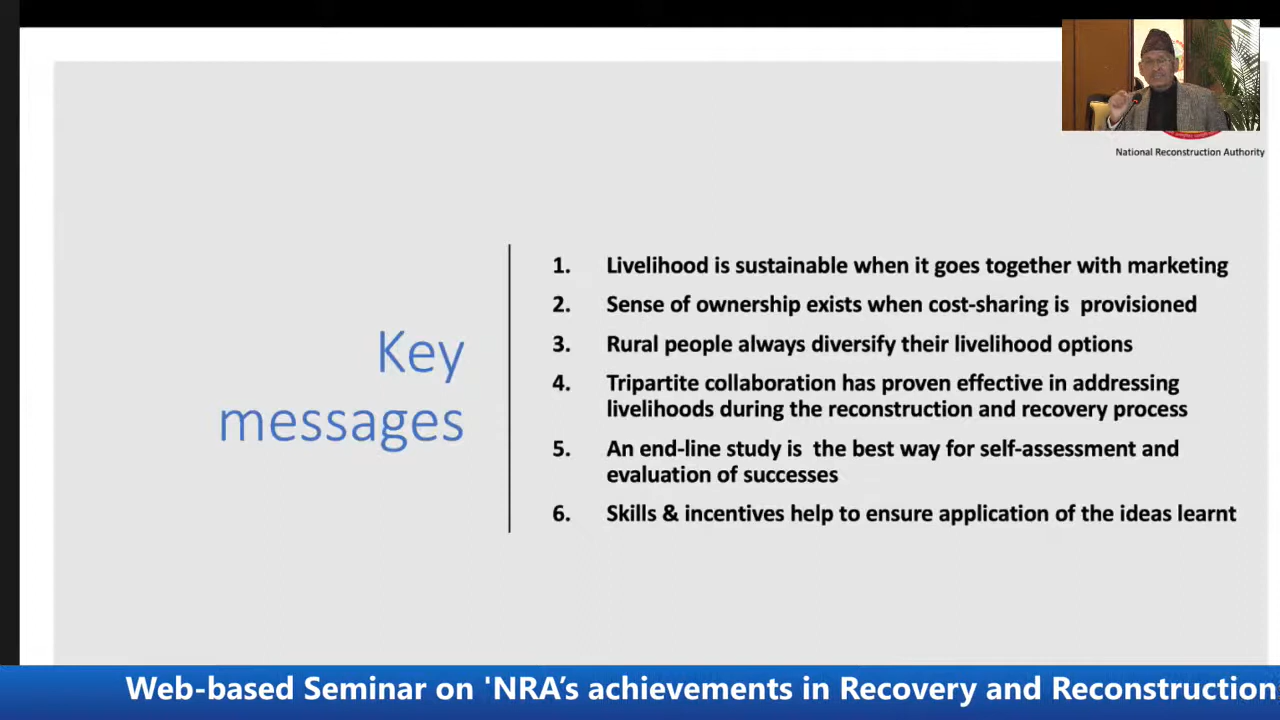 National Reconstruction Authority
Key
messages
1. Livelihood is sustainable when it goes together with marketing
2. Sense of ownership exists when cost-sharing is provisioned
3. Rural people always diversify their livelihood options
4. Tripartite collaboration has proven effective in addressing
livelihoods during the reconstruction and recovery process
5. An end-line study is the best way for self-assessment and
evaluation of successes
6. Skills & incentives help to ensure application of the ideas learnt
Web-based Seminar on 'NRA’s achievements in Recovery and Reconstruction